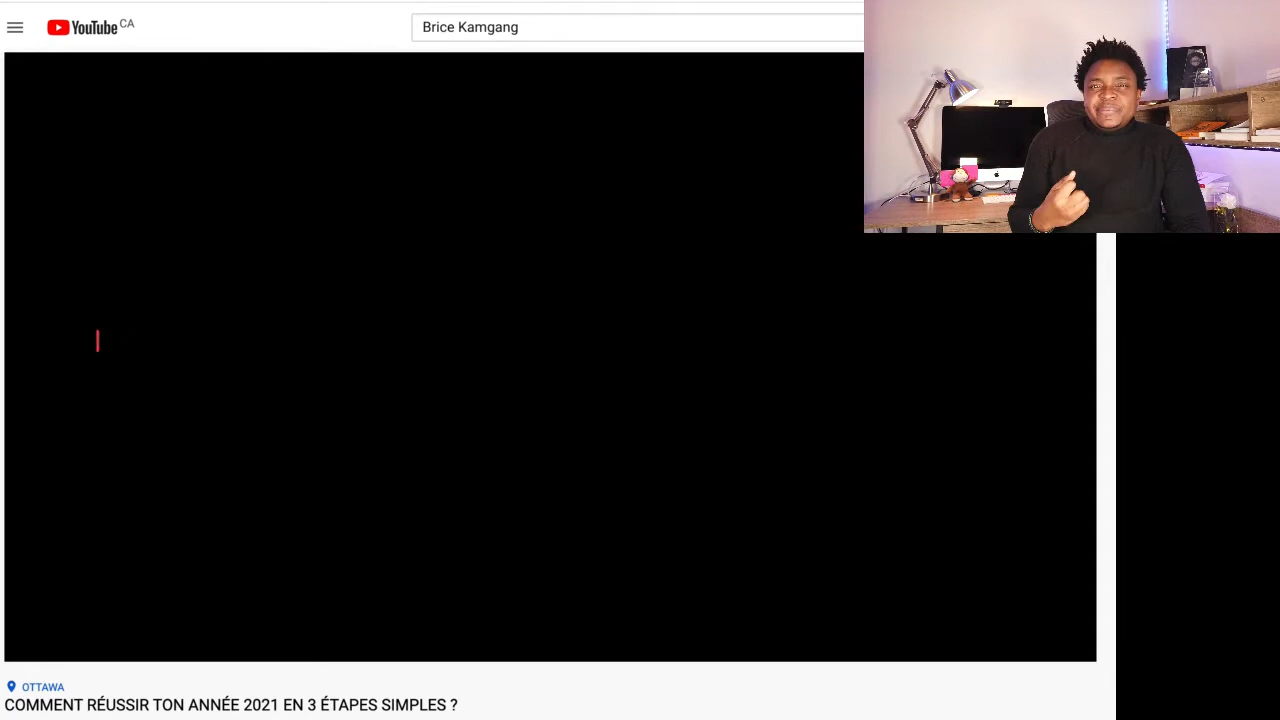 YouTube CA
Brice Kamgang
OTTAWA
COMMENT RÉUSSIR TON ANNÉE 2021 EN 3 ÉTAPES SIMPLES ?